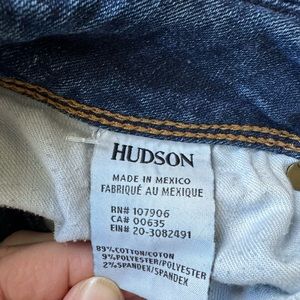 HUDSON
MADE IN MEXICO
FABRIQUÉ AU MEXIQUE
RN# 107906
CA# 00635
EIN# 20-3082491
89% COTTON/COTON
9% POLYESTER/POLYESTER
2% SPANDEX/SPANDEX